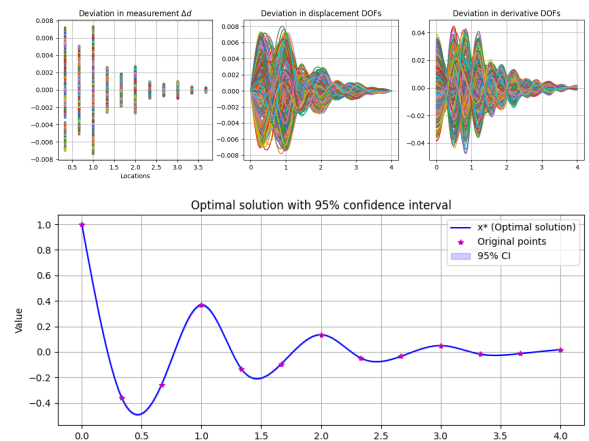 Deviation in measurement Δd
Deviation in displacement DOFs
Deviation in derivative DOFs
0.008
0.006
0.004
0.002
0.000
−0.002
−0.004
−0.006
−0.008
0.5 1.0 1.5 2.0 2.5 3.0 3.5
Locations
0.008
0.006
0.004
0.002
0.000
−0.002
−0.004
−0.006
−0.008
0 1 2 3 4
0.04
0.02
0.00
−0.02
−0.04
0 1 2 3 4
Optimal solution with 95% confidence interval
x* (Optimal solution)
Original points
95% CI
Value
1.0
0.8
0.6
0.4
0.2
0.0
−0.2
−0.4
0.0 0.5 1.0 1.5 2.0 2.5 3.0 3.5 4.0